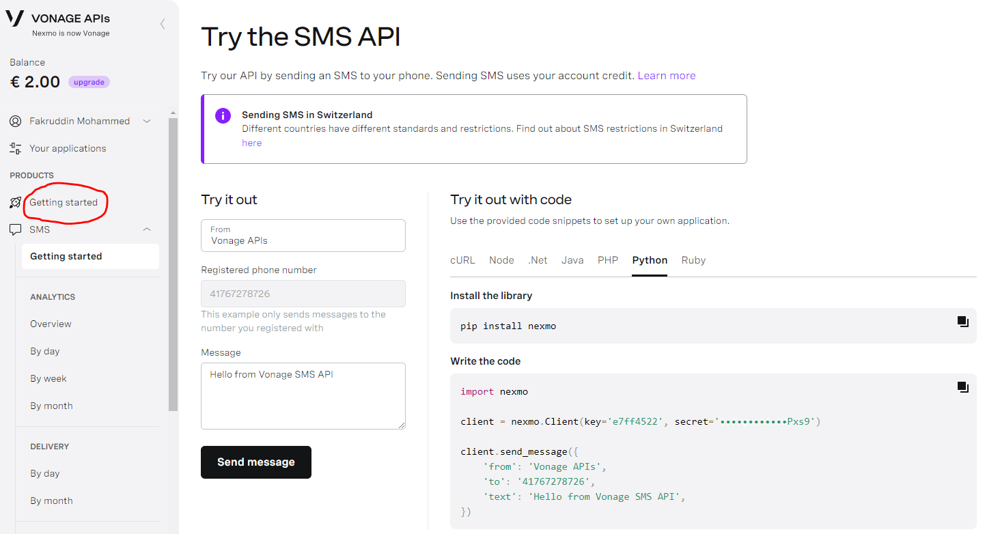 VONAGE APIs
Nexmo is now Vonage
Balance
€ 2.00 upgrade
Fakruddin Mohammed
Your applications
PRODUCTS
Getting started
SMS
Getting started
ANALYTICS
Overview
By day
By week
By month
DELIVERY
By day
By month
Try the SMS API
Try our API by sending an SMS to your phone. Sending SMS uses your account credit. Learn more
Sending SMS in Switzerland
Different countries have different standards and restrictions. Find out about SMS restrictions in Switzerland
here
Try it out
From
Vonage APIs
Registered phone number
41767278726
This example only sends messages to the
number you registered with
Message
Hello from Vonage SMS API
Send message
Try it out with code
Use the provided code snippets to set up your own application.
cURL Node .Net Java PHP Python Ruby
Install the library
pip install nexmo
Write the code
import nexmo
client = nexmo.Client(key='e7ff4522', secret='••••••••••••Pxs9')
client.send_message({
'from': 'Vonage APIs',
'to': '41767278726',
'text': 'Hello from Vonage SMS API',
})